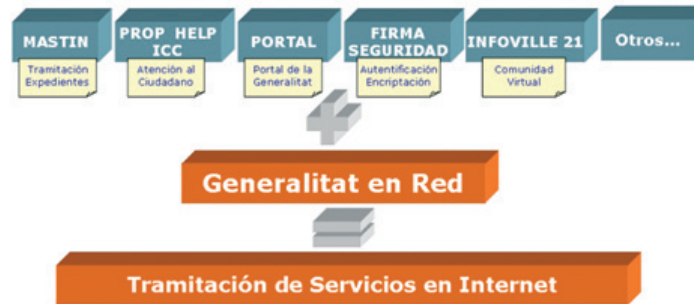 MASTIN
Tramitación
Expedientes
PROP HELP
ICC
Atención al
Ciudadano
PORTAL
Portal de la
Generalitat
FIRMA
SEGURIDAD
Autentificación
Encriptación
INFOVILLE 21
Comunidad
Virtual
Otros...
Generalitat en Red
Tramitación de Servicios en Internet